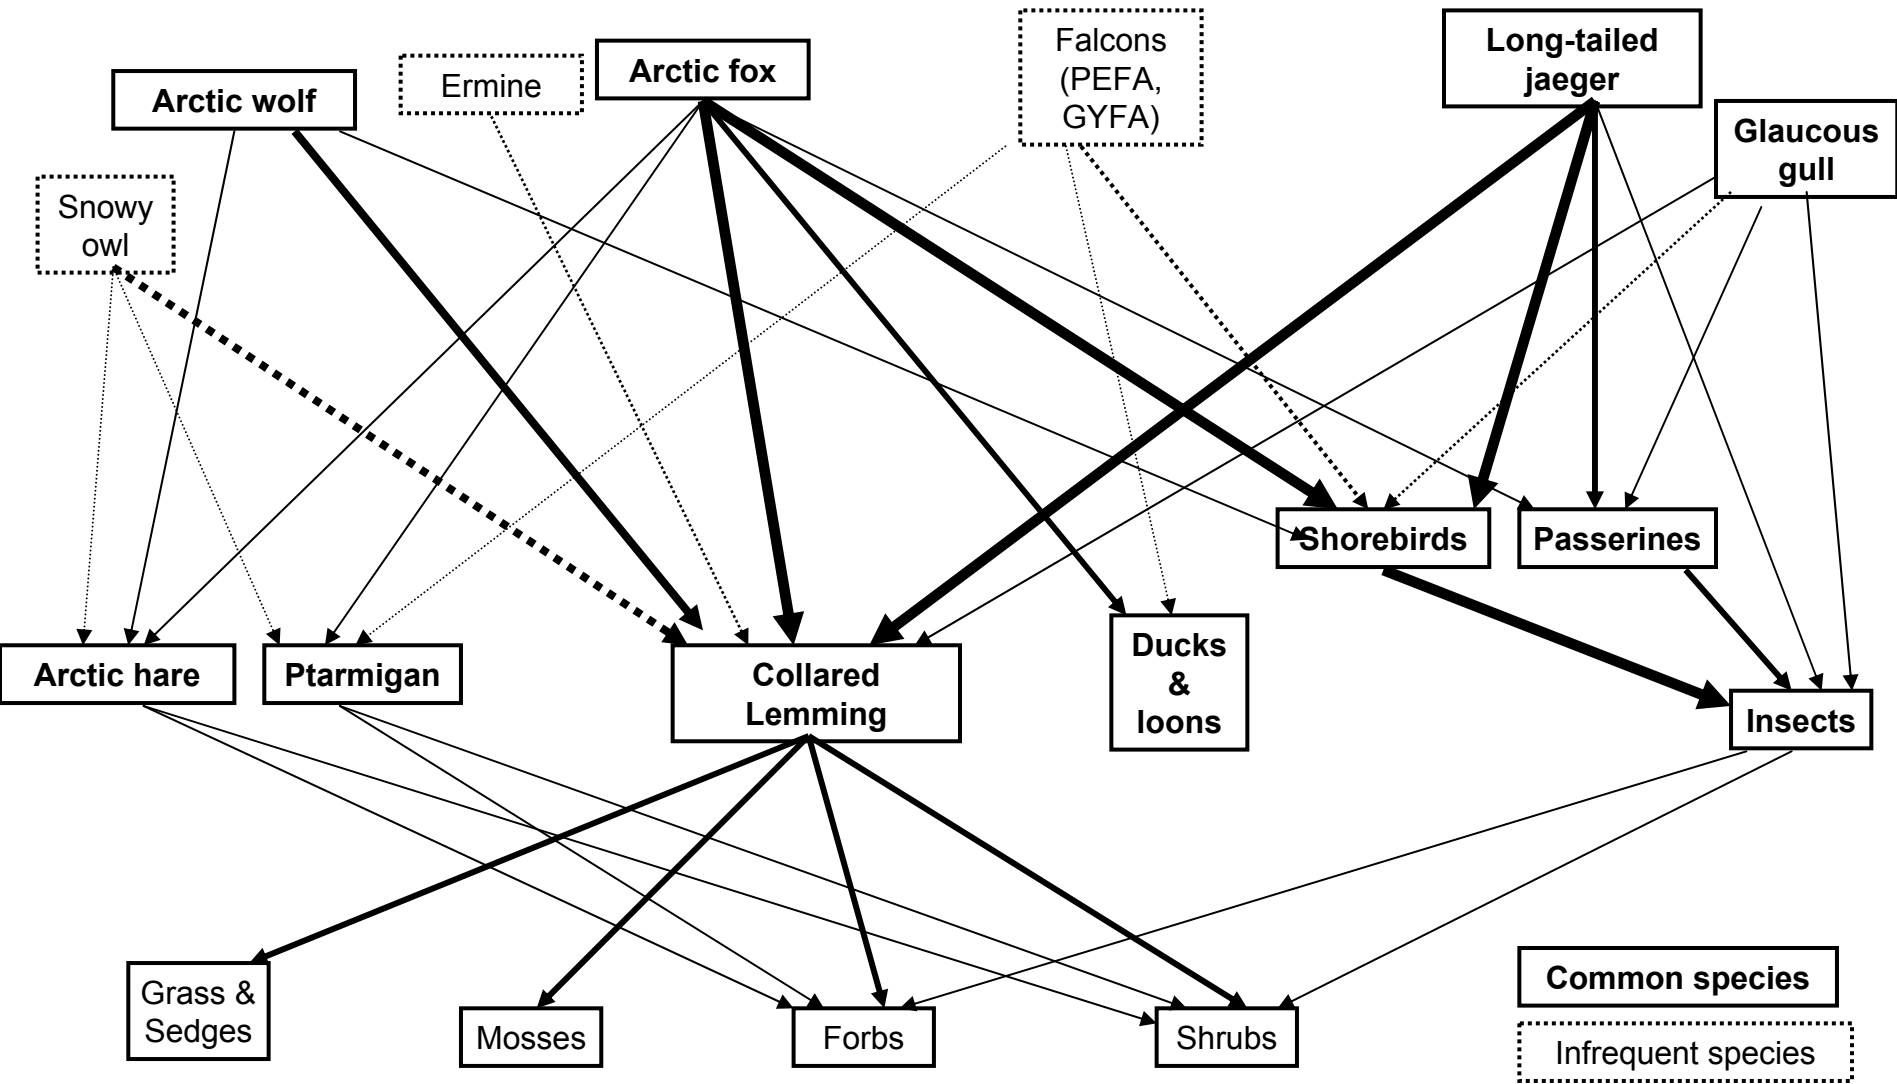 Falcons
(PEFA,
GYFA)
Long-tailed
jaeger
Arctic fox
Ermine
Arctic wolf
Glaucous
gull
Snowy
owl
Shorebirds
Passerines
Arctic hare
Ptarmigan
Collared
Lemming
Ducks
&
loons
Insects
Grass &
Sedges
Mosses
Forbs
Shrubs
Common species
Infrequent species